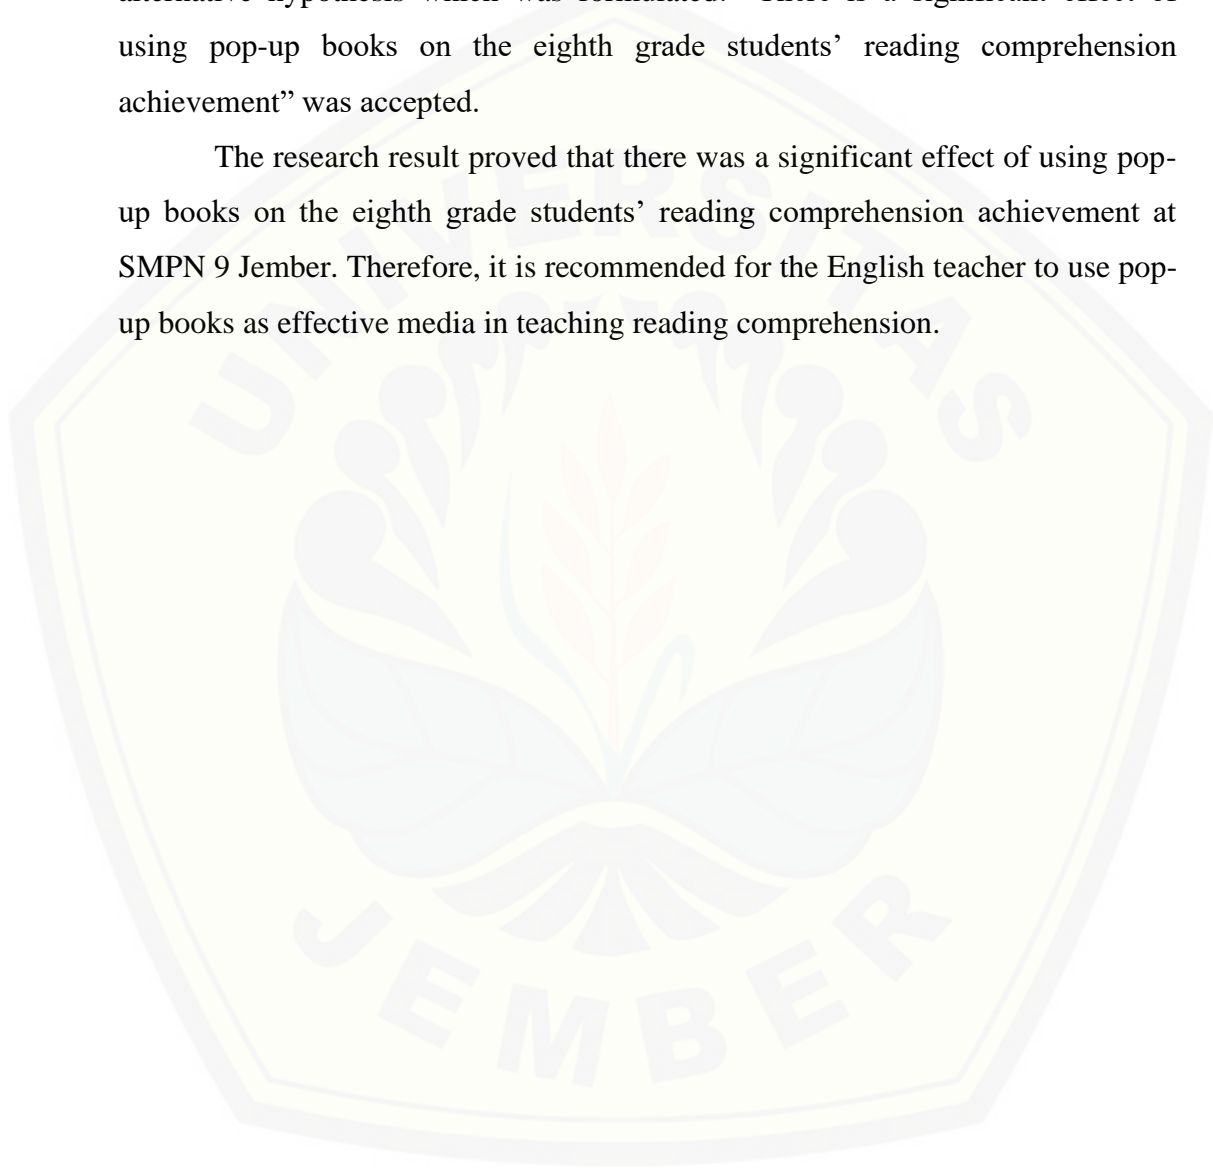 alternative hypothesis which was formulated: “There is a significant effect of
using pop-up books on the eighth grade students’ reading comprehension
achievement” was accepted.
The research result proved that there was a significant effect of using pop-
up books on the eighth grade students’ reading comprehension achievement at
SMPN 9 Jember. Therefore, it is recommended for the English teacher to use pop-
up books as effective media in teaching reading comprehension.
UNIVERSITAS
JEMBER